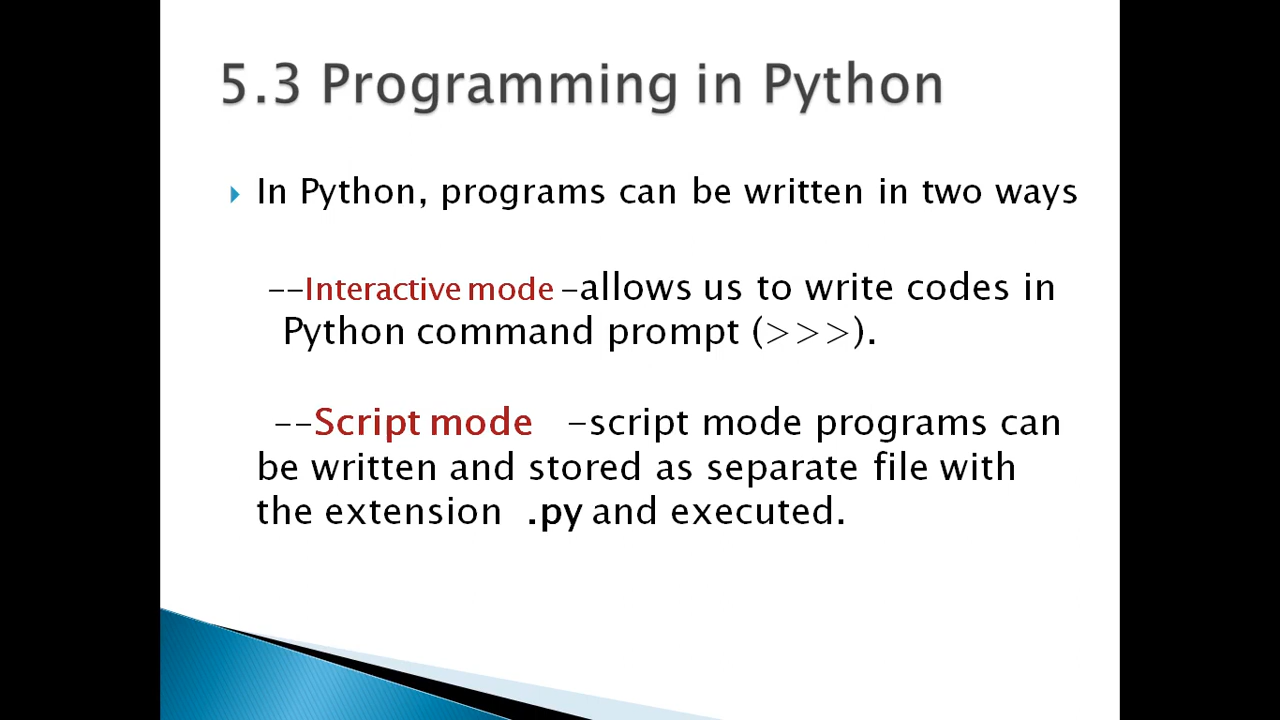 5.3 Programming in Python
In Python, programs can be written in two ways
--Interactive mode -allows us to write codes in
Python command prompt (>>>).
--Script mode -script mode programs can
be written and stored as separate file with
the extension .py and executed.